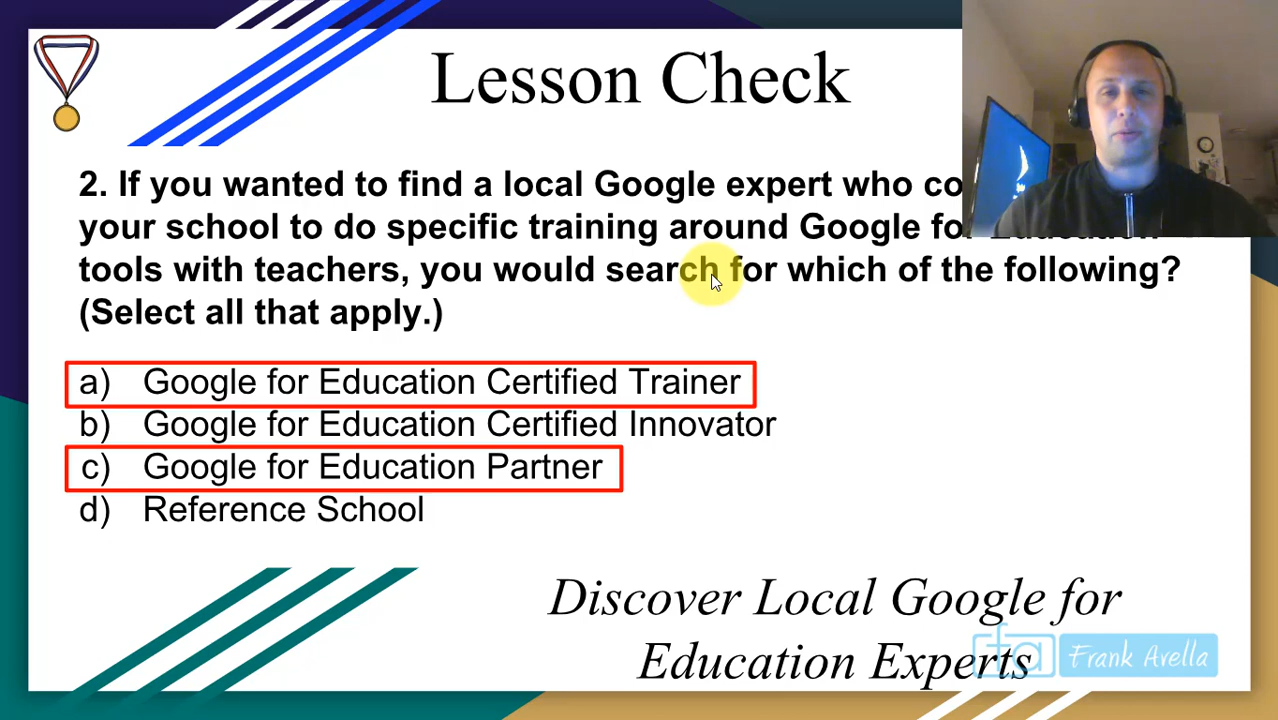 Lesson Check
2. If you wanted to find a local Google expert who co
your school to do specific training around Google for Education
tools with teachers, you would search for which of the following?
(Select all that apply.)
a) Google for Education Certified Trainer
b) Google for Education Certified Innovator
c) Google for Education Partner
d) Reference School
Discover Local Google for
Education Experts
fa Frank Avella